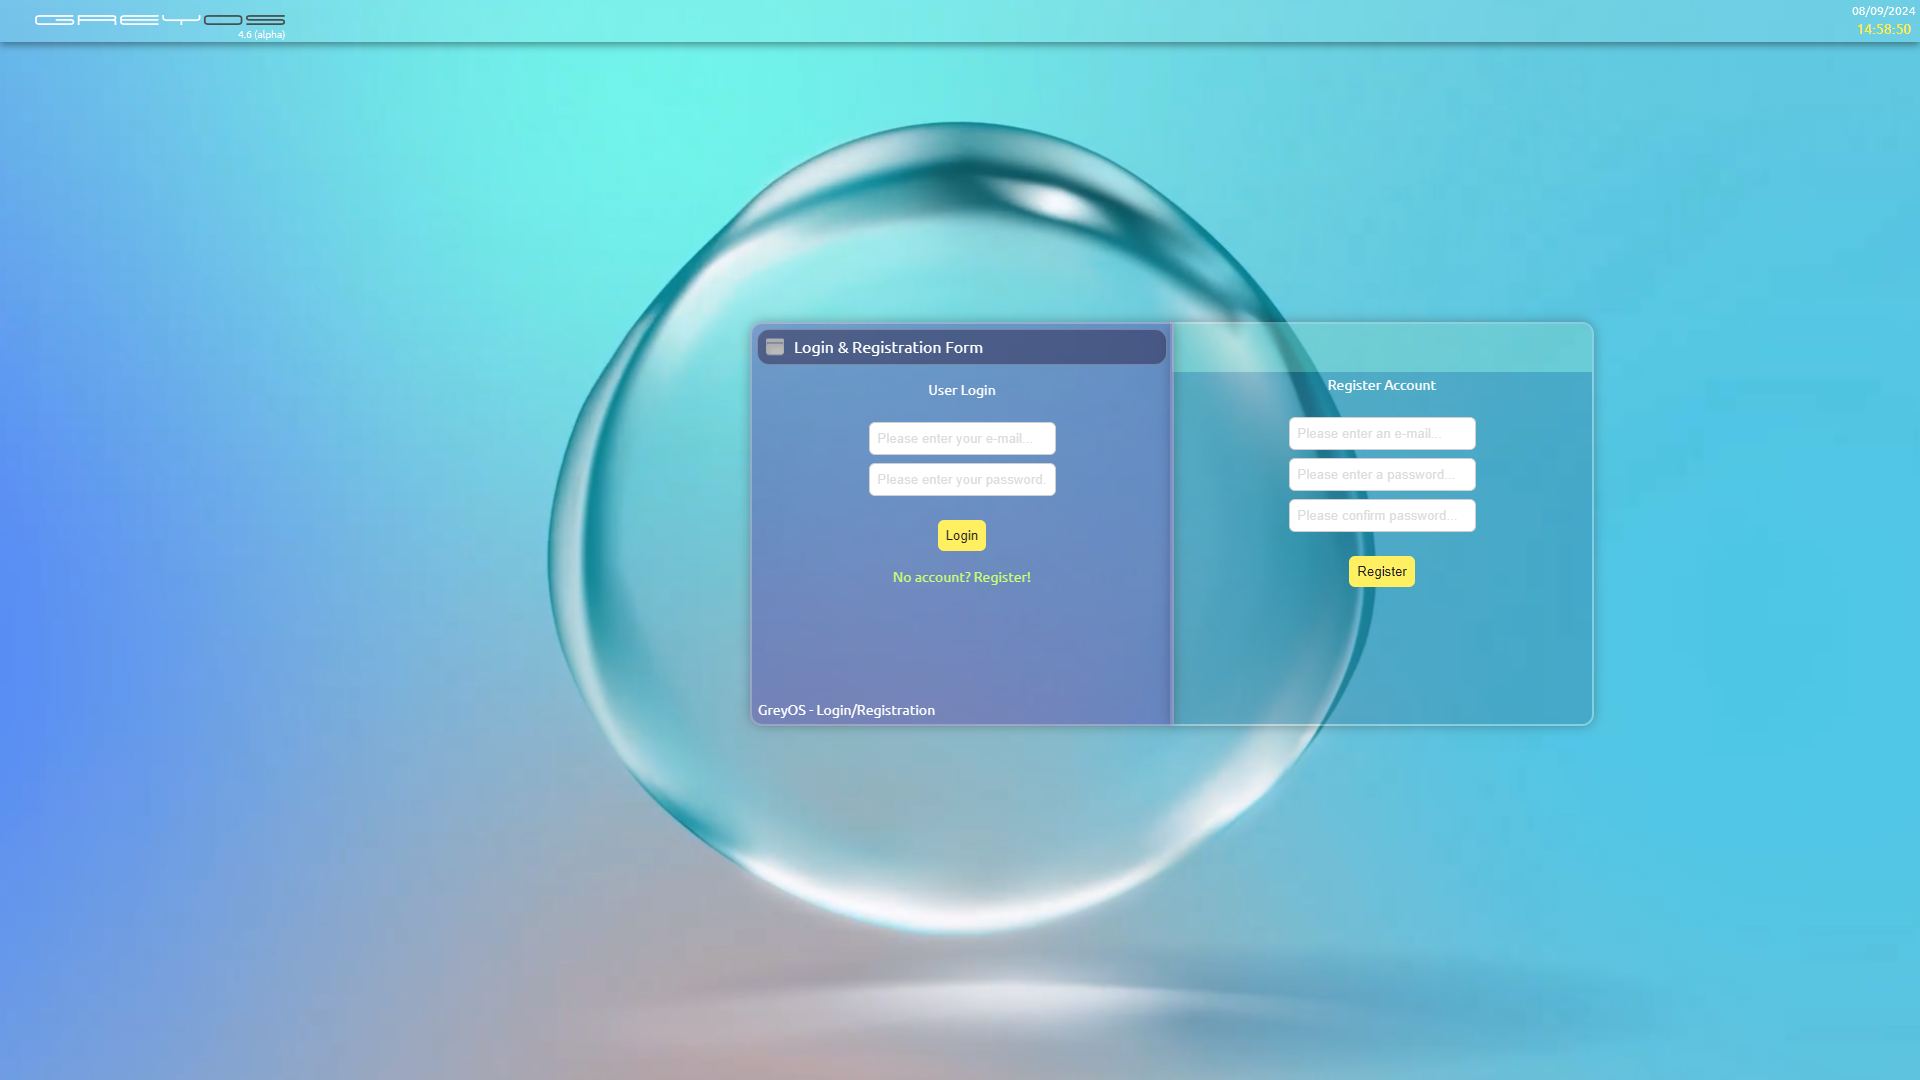 GREYOS
4.6 (alpha)
08/09/2024
14:58:50
Login & Registration Form
User Login
Please enter your e-mail...
Please enter your password.
Login
No account? Register!
GreyOS - Login/Registration
Register Account
Please enter an e-mail...
Please enter a password...
Please confirm password...
Register